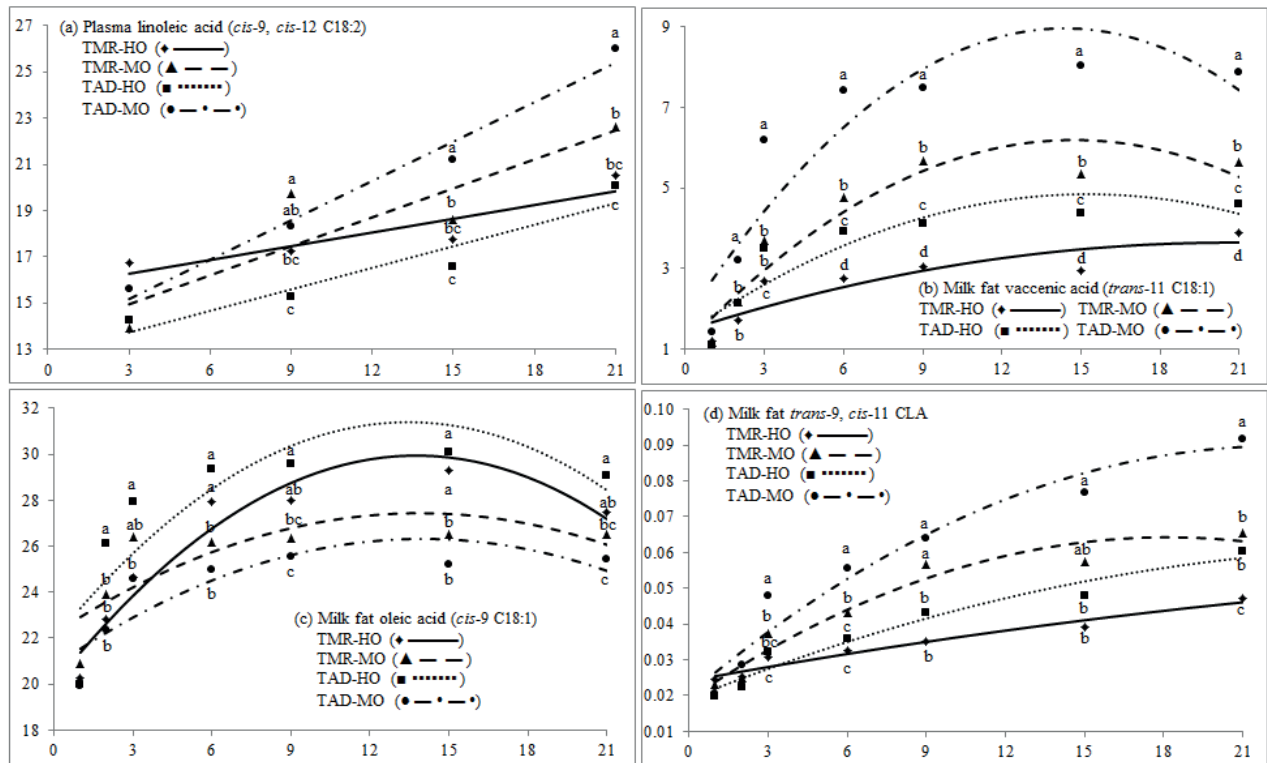 (a) Plasma linoleic acid (cis-9, cis-12 C18:2)
TMR-HO
TMR-MO
TAD-HO
TAD-MO
27
25
23
21
19
17
15
13
0 3 6 9 12 15 18 21
a
ab
bc
c
a
b
bc
c
a
b
bc
c
(b) Milk fat vaccenic acid (trans-11 C18:1)
TMR-HO TMR-MO
TAD-HO TAD-MO
9
7
5
3
1
0 3 6 9 12 15 18 21
a
b
b
a
b
b
c
a
b
c
d
a
b
c
d
a
b
c
d
a
b
c
d
(c) Milk fat oleic acid (cis-9 C18:1)
TMR-HO
TMR-MO
TAD-HO
TAD-MO
32
30
28
26
24
22
20
18
0 3 6 9 12 15 18 21
a
b
b
b
a
ab
b
a
a
b
b
a
ab
bc
c
a
a
b
b
a
ab
bc
c
(d) Milk fat trans-9, cis-11 CLA
TMR-HO
TMR-MO
TAD-HO
TAD-MO
0.10
0.09
0.08
0.07
0.06
0.05
0.04
0.03
0.02
0.01
0 3 6 9 12 15 18 21
a
b
bc
c
a
b
c
c
a
a
b
b
a
ab
b
b
a
b
b
c